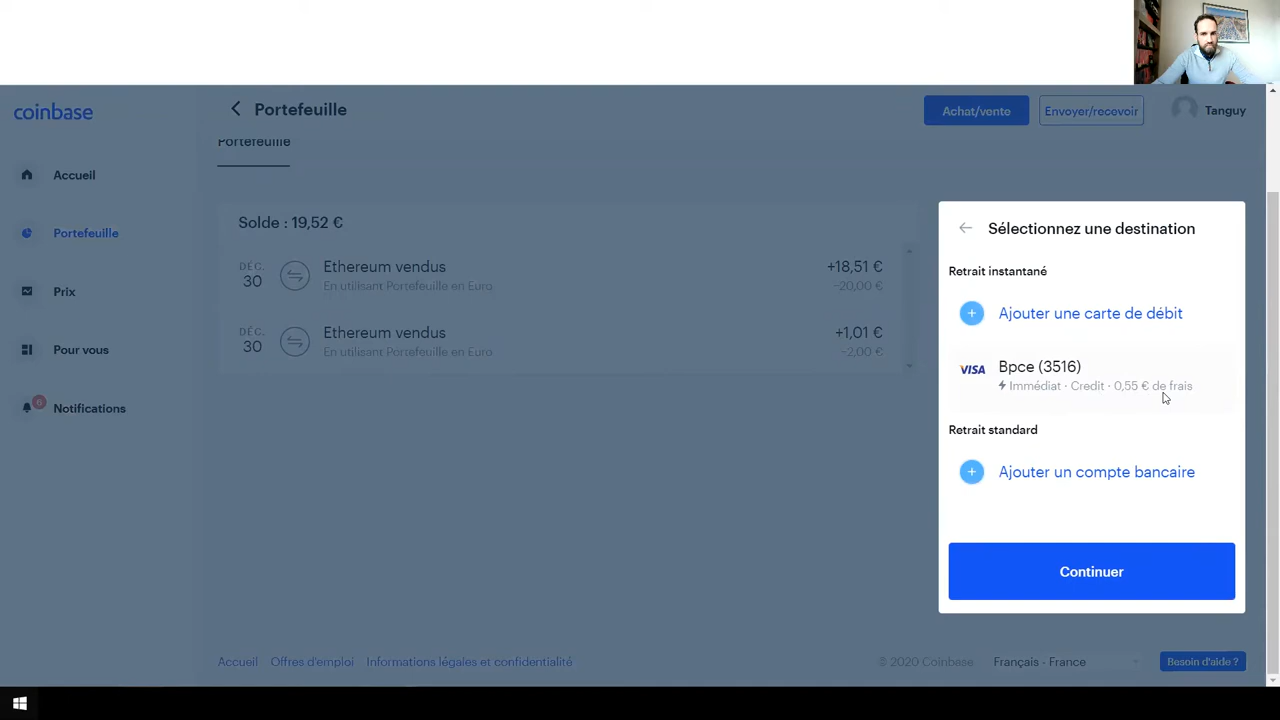 coinbase
Portefeuille
Achat/vente
Envoyer/recevoir
Tanguy
Portefeuille
Accueil
Portefeuille
Prix
Pour vous
6
Notifications
Solde : 19,52 €
DÉC.
30
Ethereum vendus
En utilisant Portefeuille en Euro
+18,51 €
-20,00 €
DÉC.
30
Ethereum vendus
En utilisant Portefeuille en Euro
+1,01 €
-2,00 €
Sélectionnez une destination
Retrait instantané
Ajouter une carte de débit
VISA
Bpce (3516)
Immédiat · Credit · 0,55 € de frais
Retrait standard
Ajouter un compte bancaire
Continuer
Accueil
Offres d'emploi
Informations légales et confidentialité
© 2020 Coinbase
Français - France
Besoin d'aide ?